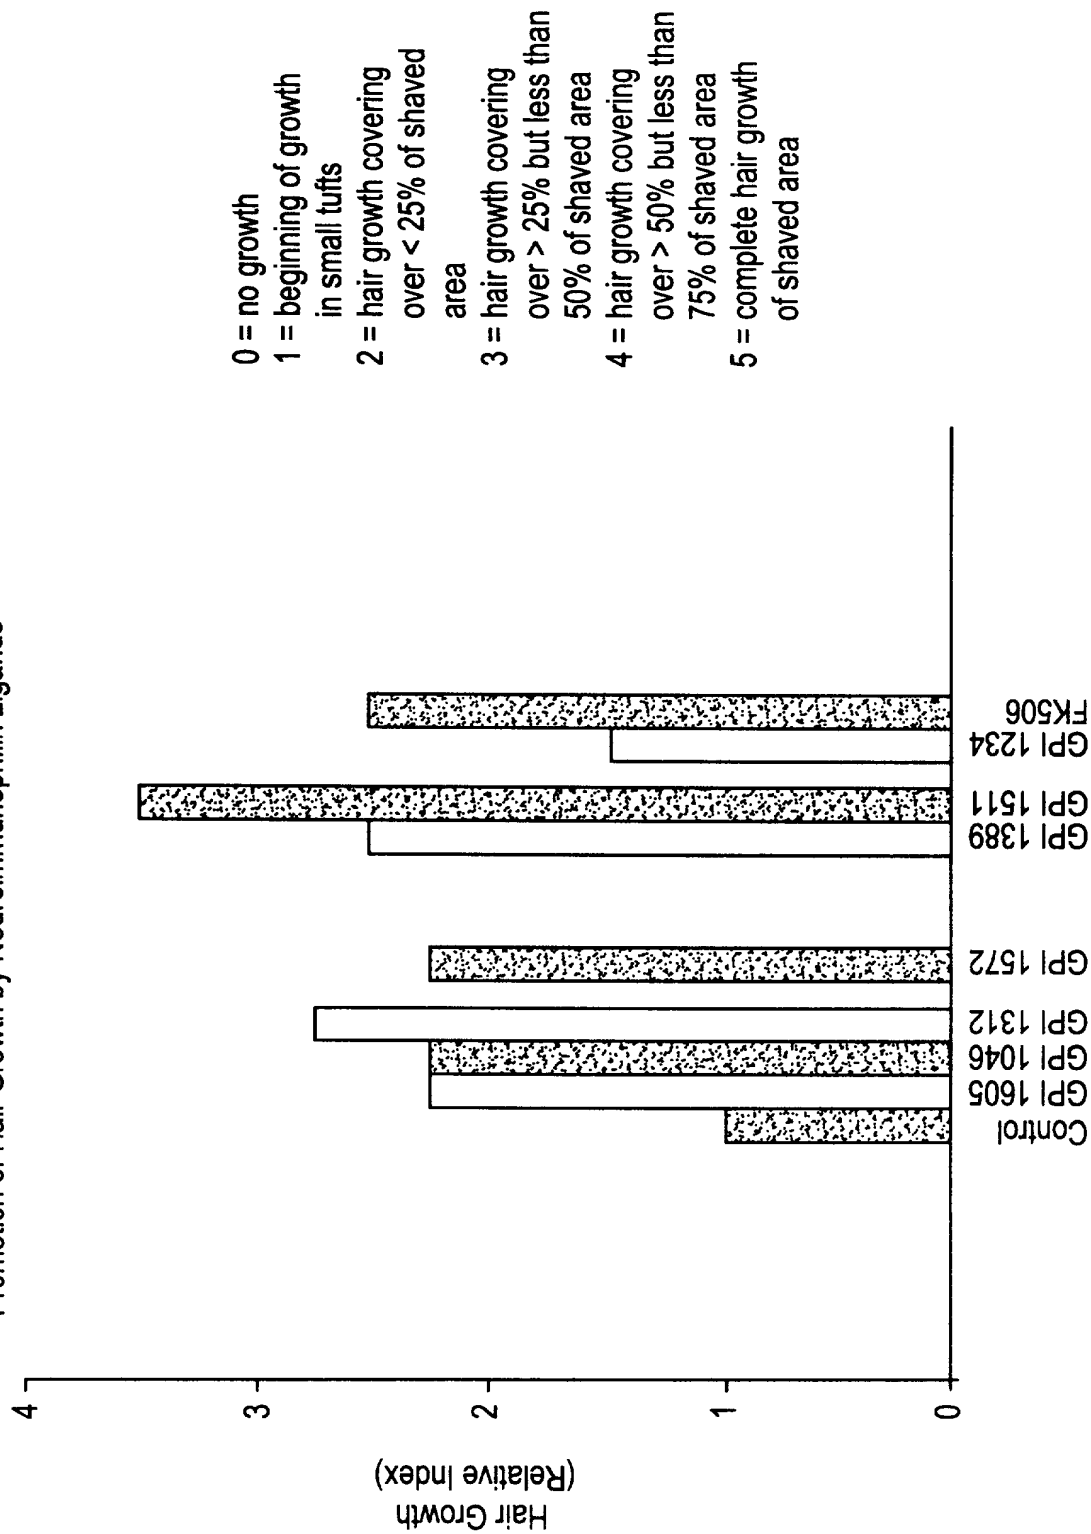 Promotion of Hair Growth by Neuroimmunophilin Ligands
4
3
2
1
0
Hair Growth
(Relative Index)
Control
GPI 1605
GPI 1046
GPI 1312
GPI 1572
GPI 1389
GPI 1511
GPI 1234
FK506
0 = no growth
1 = beginning of growth
in small tufts
2 = hair growth covering
over < 25% of shaved
area
3 = hair growth covering
over > 25% but less than
50% of shaved area
4 = hair growth covering
over > 50% but less than
75% of shaved area
5 = complete hair growth
of shaved area